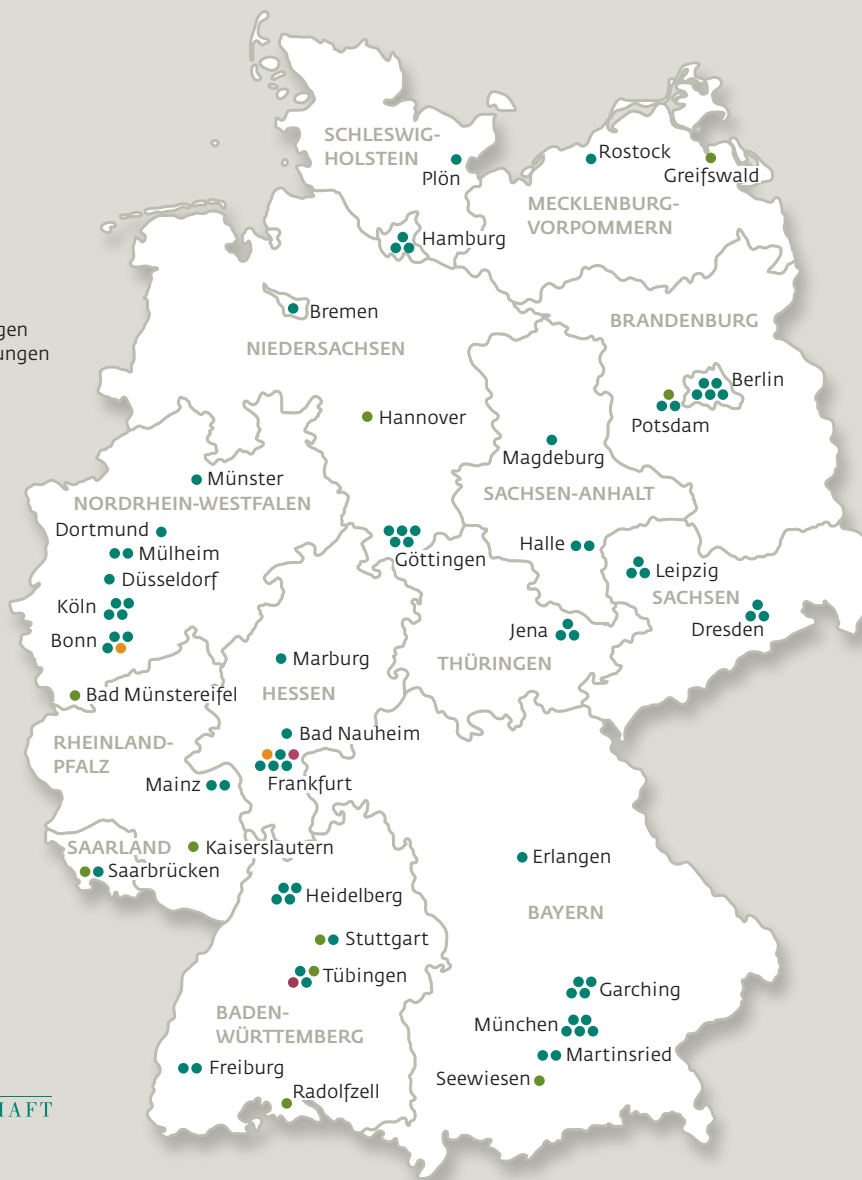 SCHLESWIG-
HOLSTEIN
Plön
Rostock
Greifswald
MECKLENBURG-
VORPOMMERN
Hamburg
Bremen
gen
ungen
NIEDERSACHSEN
BRANDENBURG
Berlin
Potsdam
Hannover
Magdeburg
SACHSEN-ANHALT
Münster
NORDRHEIN-WESTFALEN
Dortmund
Mülheim
Düsseldorf
Köln
Bonn
Göttingen
Halle
Leipzig
SACHSEN
Dresden
Jena
THÜRINGEN
Marburg
HESSEN
Bad Münstereifel
Bad Nauheim
RHEINLAND-
PFALZ
Frankfurt
Mainz
SAARLAND
Kaiserslautern
Saarbrücken
Erlangen
Heidelberg
BAYERN
Stuttgart
Tübingen
Garching
BADEN-
WÜRTTEMBERG
München
Martinsried
Freiburg
Seewiesen
Radolfzell
HAFT